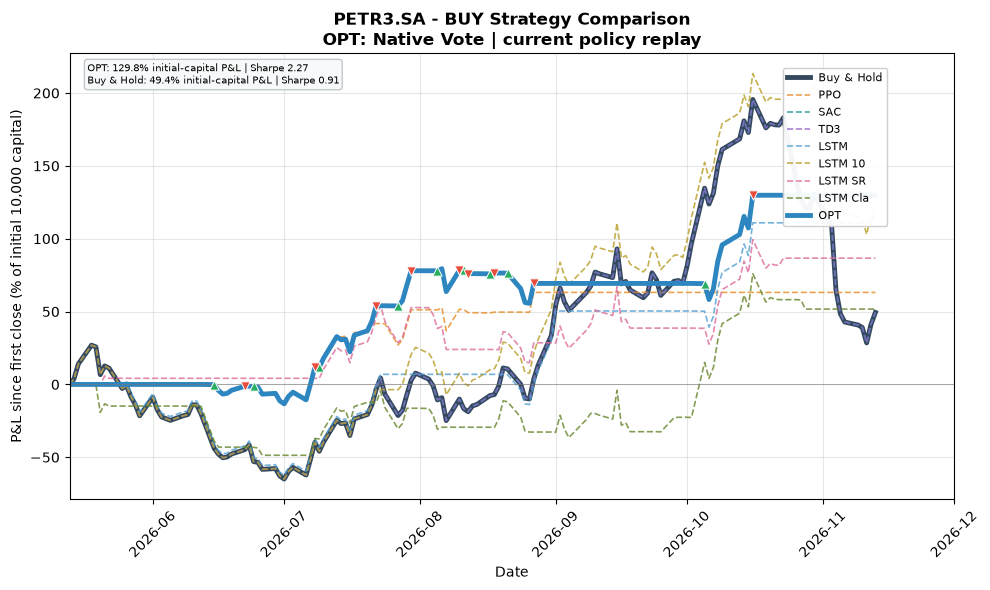 PETR3.SA - BUY Strategy Comparison
OPT: Native Vote | current policy replay
OPT: 129.8% initial-capital P&L | Sharpe 2.27
Buy & Hold: 49.4% initial-capital P&L | Sharpe 0.91
Buy & Hold
PPO
SAC
TD3
LSTM
LSTM 10
LSTM SR
LSTM Cla
OPT
P&L since first close (% of initial 10,000 capital)
200
150
100
50
0
−50
2026-06
2026-07
2026-08
2026-09
2026-10
2026-11
2026-12
Date